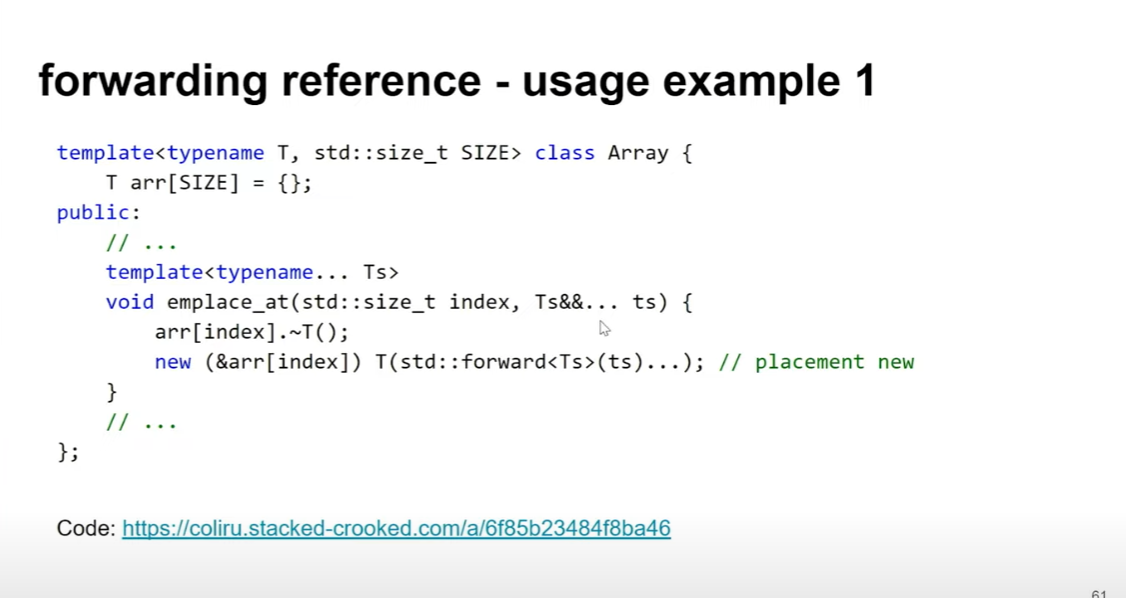 forwarding reference - usage example 1
template<typename T, std::size_t SIZE> class Array {
    T arr[SIZE] = {};
public:
    // ...
    template<typename... Ts>
    void emplace_at(std::size_t index, Ts&&... ts) {
        arr[index].~T();
        new (&arr[index]) T(std::forward<Ts>(ts)...); // placement new
    }
    // ...
};
Code: https://coliru.stacked-crooked.com/a/6f85b23484f8ba46
61